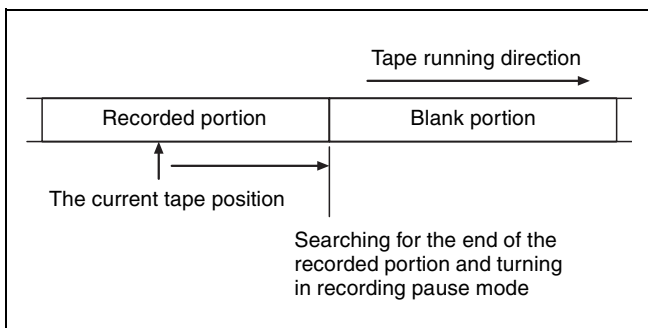 Tape running direction
Recorded portion
Blank portion
The current tape position
Searching for the end of the
recorded portion and turning
in recording pause mode